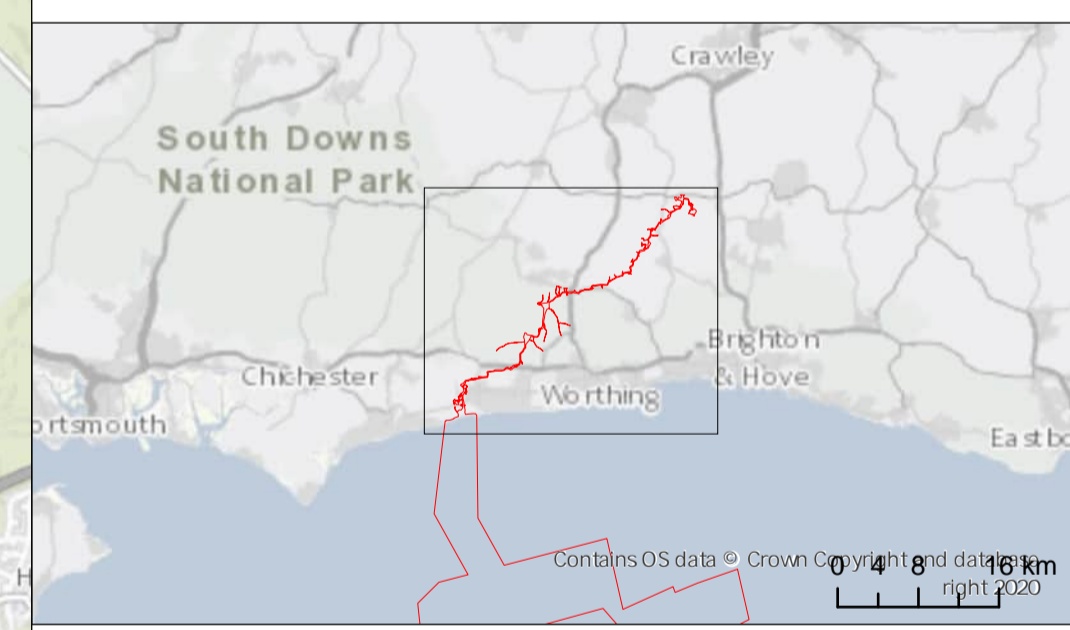 Crawley
South Downs
National Park
Brighton
& Hove
Chichester
Worthing
ortsmouth
Eastbo
H
Contains OS data © Crown Copyright and database
right 2020
0 4 8 16 km